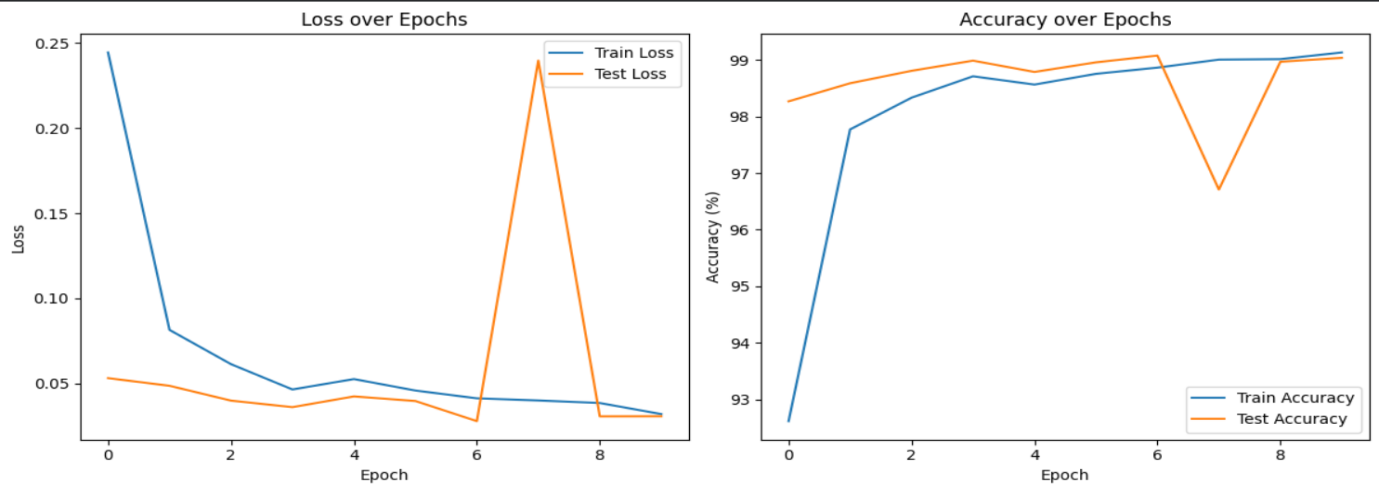 Loss over Epochs
0.25
0.20
0.15
0.10
0.05
Loss
0 2 4 6 8
Epoch
Train Loss
Test Loss
Accuracy over Epochs
99
98
97
96
95
94
93
Accuracy (%)
0 2 4 6 8
Epoch
Train Accuracy
Test Accuracy